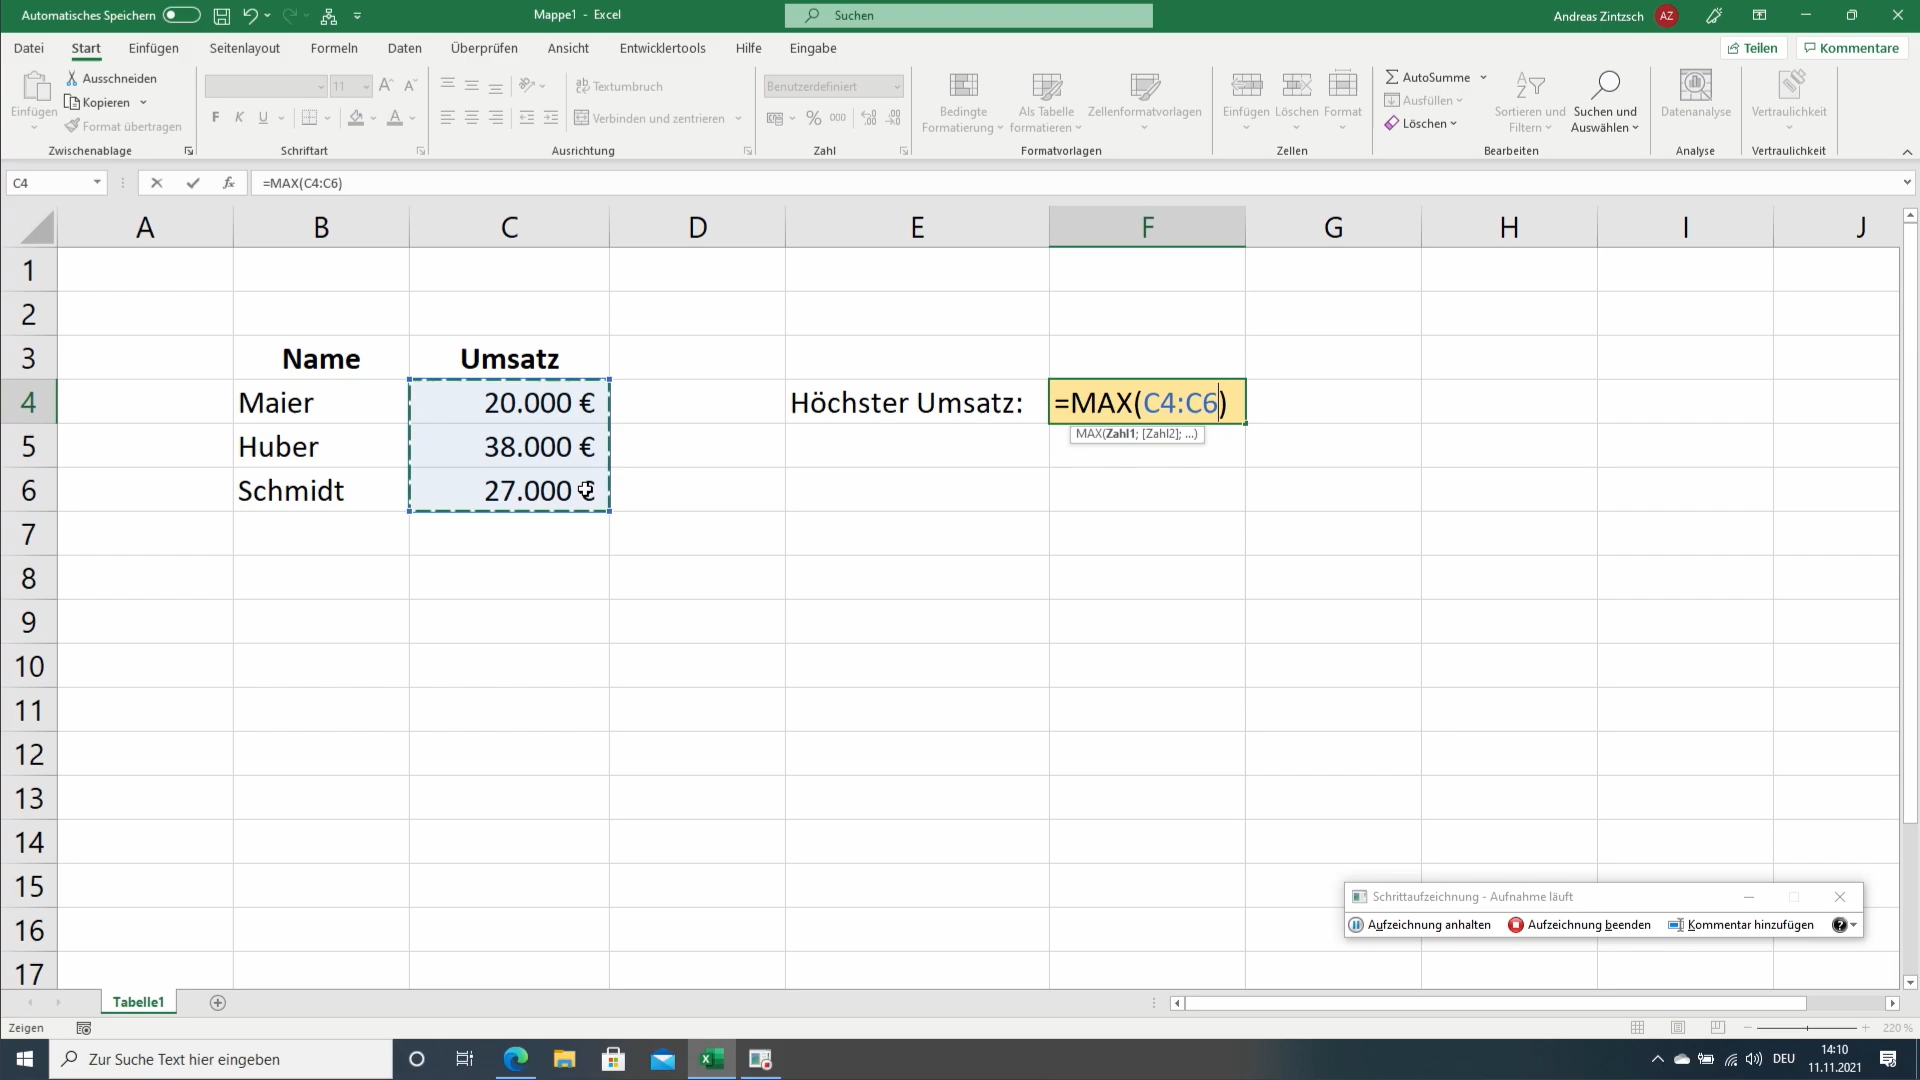 Automatisches Speichern
Mappe1 - Excel
Suchen
Andreas Zintzsch
AZ
Datei Start Einfügen Seitenlayout Formeln Daten Überprüfen Ansicht Entwicklertools Hilfe Eingabe
Teilen Kommentare
Einfügen
Ausschneiden
Kopieren
Format übertragen
Zwischenablage
11
F K U
Schriftart
Textumbruch
Verbinden und zentrieren
Ausrichtung
Benutzerdefiniert
% 000
Zahl
Bedingte Formatierung
Als Tabelle formatieren
Zellenformatvorlagen
Formatvorlagen
Einfügen Löschen Format
Zellen
AutoSumme
Ausfüllen
Löschen
Sortieren und Filtern
Suchen und Auswählen
Bearbeiten
Datenanalyse
Analyse
Vertraulichkeit
Vertraulichkeit
C4
fx
=MAX(C4:C6)
A B C D E F G H I J
1
2
3 Name Umsatz
4 Maier 20.000 € Höchster Umsatz: =MAX(C4:C6)
MAX(Zahl1; [Zahl2]; ...)
5 Huber 38.000 €
6 Schmidt 27.000 €
7
8
9
10
11
12
13
14
15
16
17
Schrittaufzeichnung - Aufnahme läuft
Aufzeichnung anhalten Aufzeichnung beenden Kommentar hinzufügen
Tabelle1
Zeigen
220 %
Zur Suche Text hier eingeben
DEU
14:10
11.11.2021